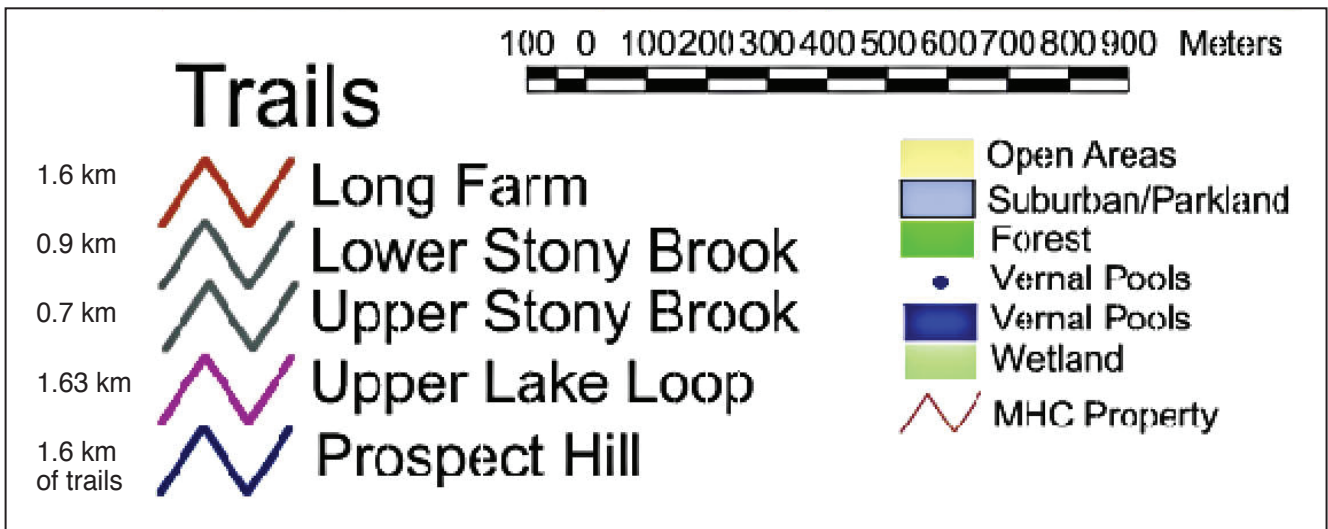 100 0 100 200 300 400 500 600 700 800 900 Meters
Trails
1.6 km Long Farm
0.9 km Lower Stony Brook
0.7 km Upper Stony Brook
1.63 km Upper Lake Loop
1.6 km
of trails Prospect Hill
Open Areas
Suburban/Parkland
Forest
Vernal Pools
Vernal Pools
Wetland
MHC Property